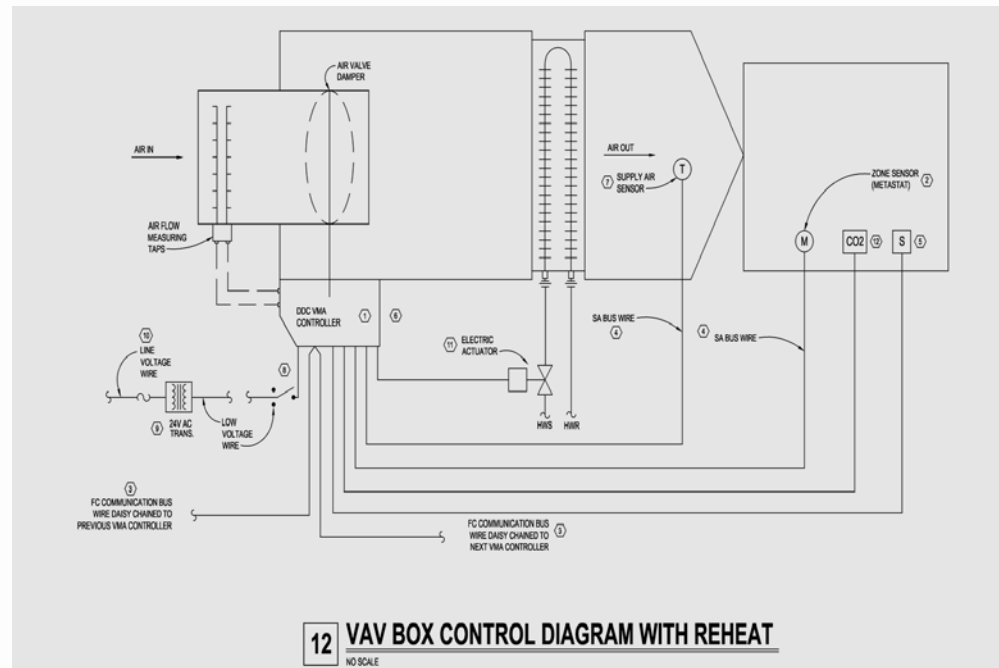 AIR VALVE
DAMPER
AIR IN
AIR OUT
T
7
SUPPLY AIR
SENSOR
ZONE SENSOR
(METASTAT)
2
M
CO2
12
S
5
AIR FLOW
MEASURING
TAPS
DDC VMA
CONTROLLER
1
6
SA BUS WIRE
4
4
SA BUS WIRE
10
LINE
VOLTAGE
WIRE
8
11
ELECTRIC
ACTUATOR
9
24V AC
TRANS.
LOW
VOLTAGE
WIRE
HWS
HWR
3
FC COMMUNICATION BUS
WIRE DAISY CHAINED TO
PREVIOUS VMA CONTROLLER
FC COMMUNICATION BUS
WIRE DAISY CHAINED TO
NEXT VMA CONTROLLER
3
12
VAV BOX CONTROL DIAGRAM WITH REHEAT
NO SCALE